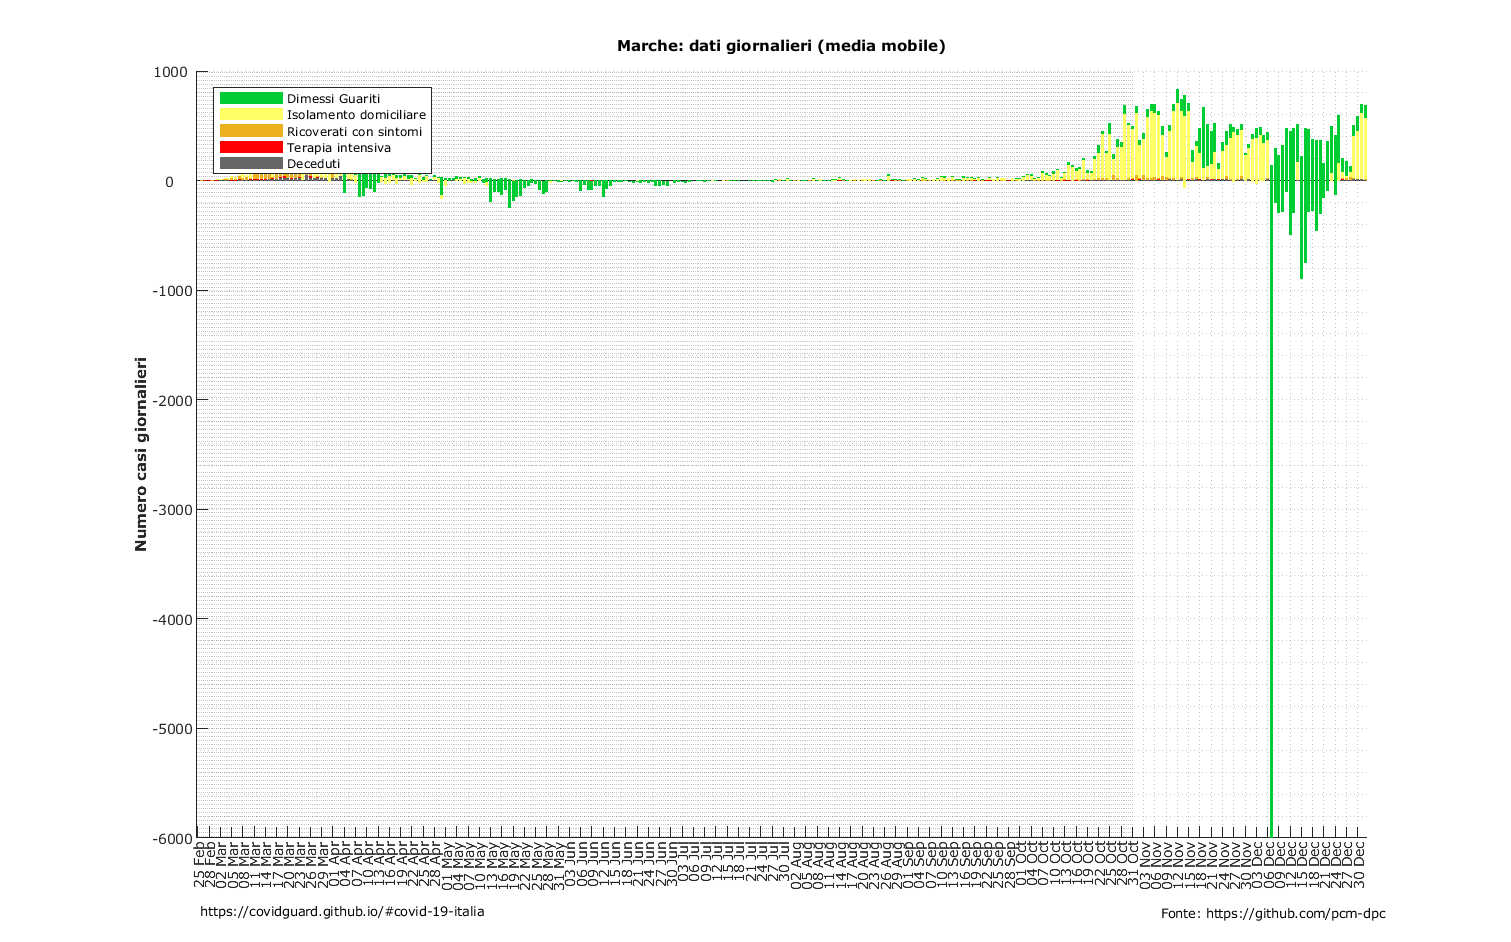 Marche: dati giornalieri (media mobile)
Dimessi Guariti
Isolamento domiciliare
Ricoverati con sintomi
Terapia intensiva
Deceduti
Numero casi giornalieri
1000
0
-1000
-2000
-3000
-4000
-5000
-6000
25 Feb
28 Feb
02 Mar
05 Mar
08 Mar
11 Mar
14 Mar
17 Mar
20 Mar
23 Mar
26 Mar
29 Mar
01 Apr
04 Apr
07 Apr
10 Apr
13 Apr
16 Apr
19 Apr
22 Apr
25 Apr
28 Apr
01 May
04 May
07 May
10 May
13 May
16 May
19 May
22 May
25 May
28 May
31 May
03 Jun
06 Jun
09 Jun
12 Jun
15 Jun
18 Jun
21 Jun
24 Jun
27 Jun
30 Jun
03 Jul
06 Jul
09 Jul
12 Jul
15 Jul
18 Jul
21 Jul
24 Jul
27 Jul
30 Jul
02 Aug
05 Aug
08 Aug
11 Aug
14 Aug
17 Aug
20 Aug
23 Aug
26 Aug
29 Aug
01 Sep
04 Sep
07 Sep
10 Sep
13 Sep
16 Sep
19 Sep
22 Sep
25 Sep
28 Sep
01 Oct
04 Oct
07 Oct
10 Oct
13 Oct
16 Oct
19 Oct
22 Oct
25 Oct
28 Oct
31 Oct
03 Nov
06 Nov
09 Nov
12 Nov
15 Nov
18 Nov
21 Nov
24 Nov
27 Nov
30 Nov
03 Dec
06 Dec
09 Dec
12 Dec
15 Dec
18 Dec
21 Dec
24 Dec
27 Dec
30 Dec
https://covidguard.github.io/#covid-19-italia
Fonte: https://github.com/pcm-dpc